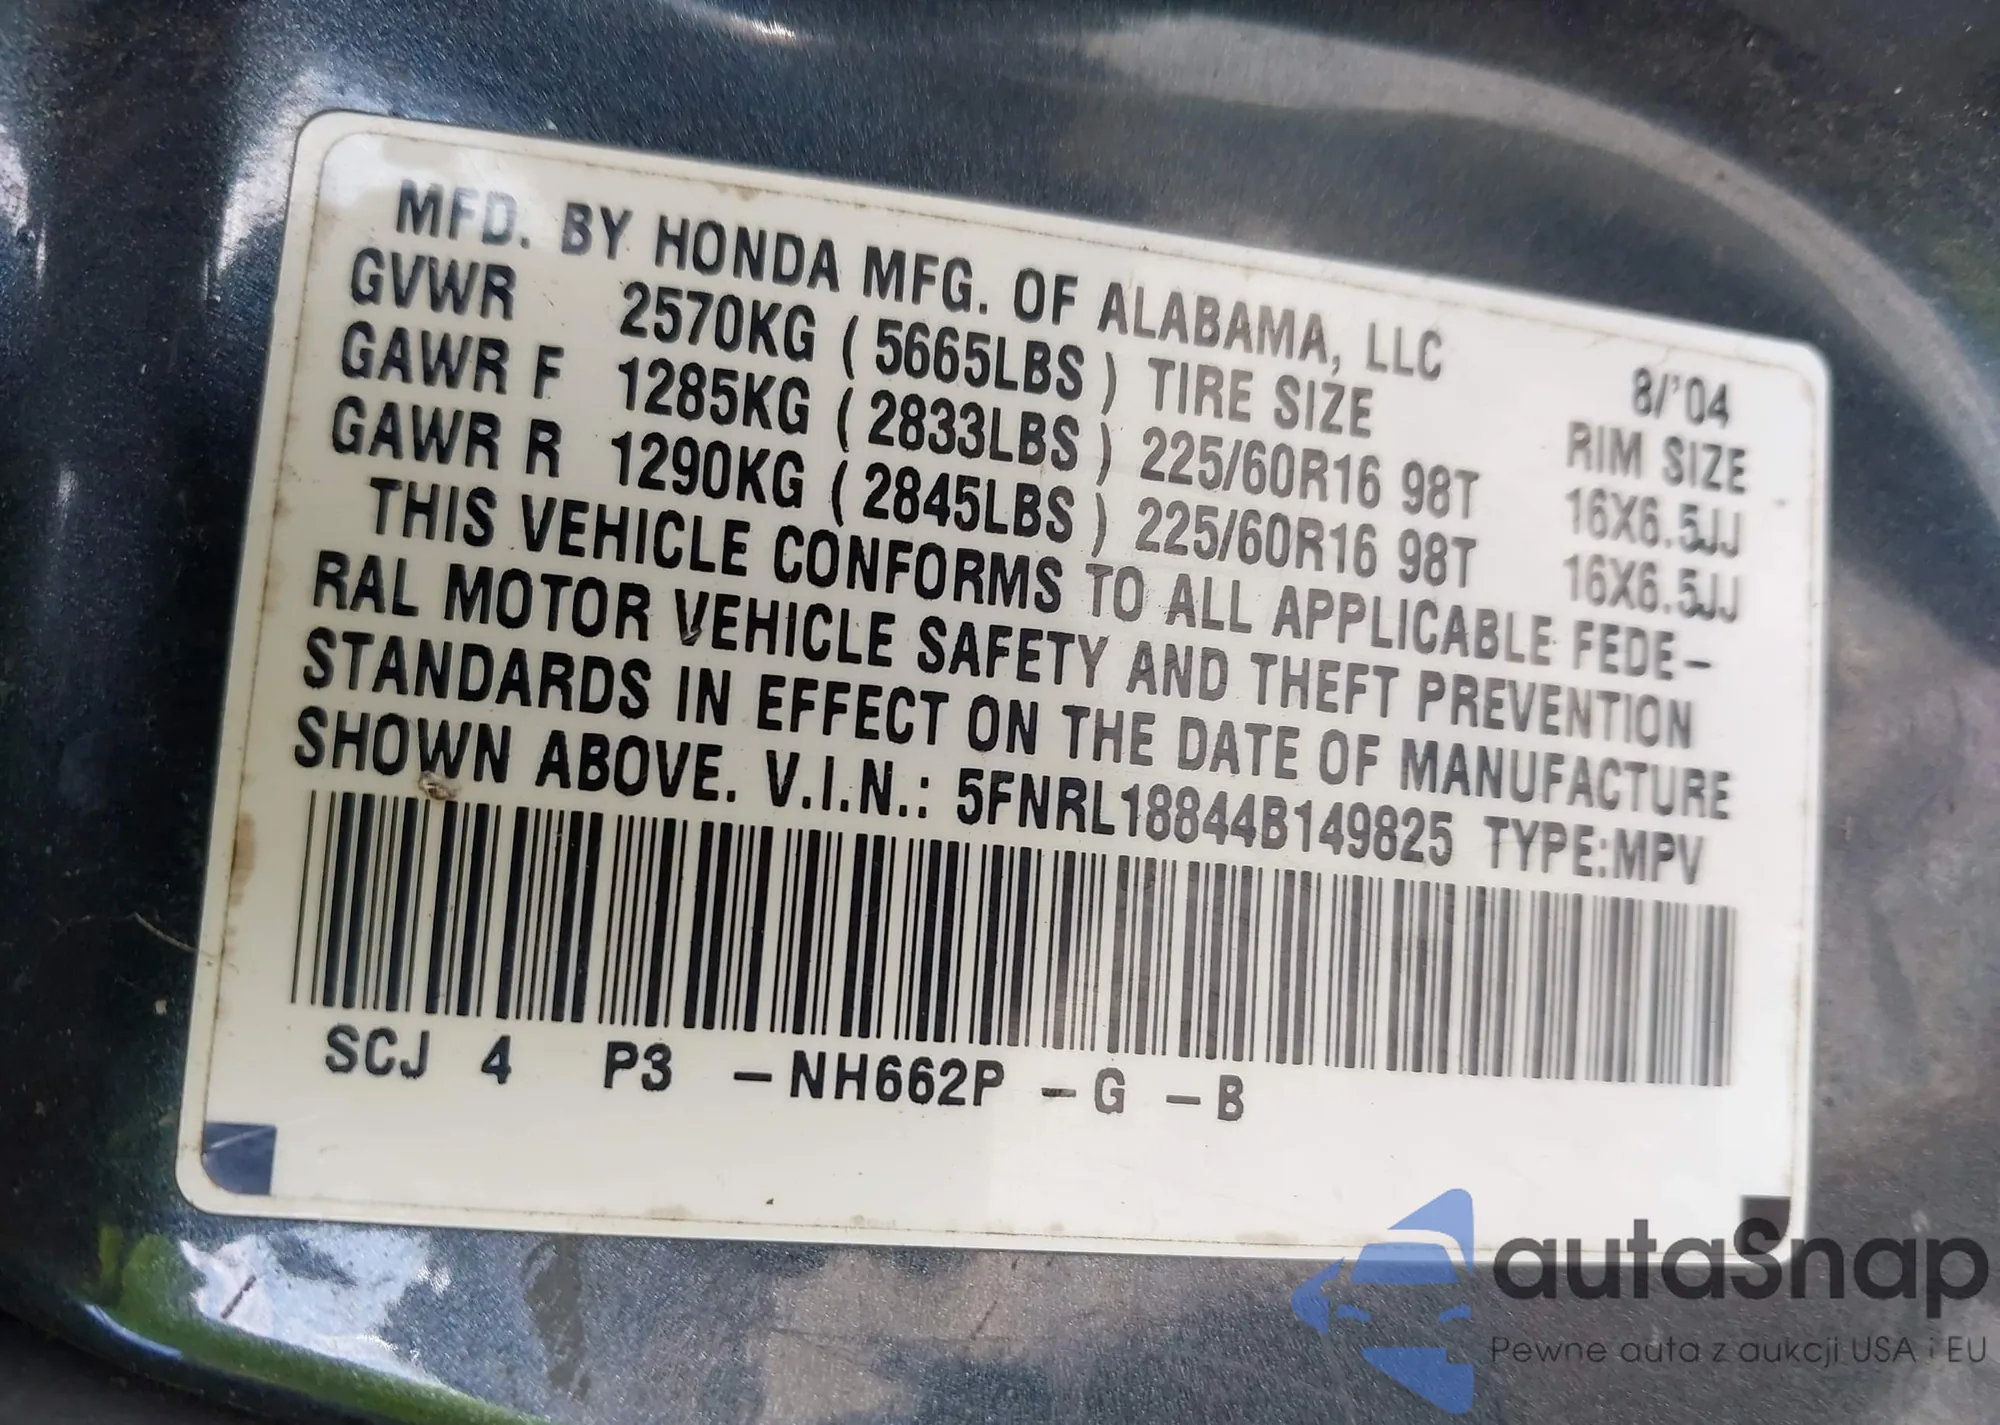 MFD. BY HONDA MFG. OF ALABAMA, LLC 8/'04
GVWR 2570KG ( 5665LBS ) TIRE SIZE RIM SIZE
GAWR F 1285KG ( 2833LBS ) 225/60R16 98T 16X6.5JJ
GAWR R 1290KG ( 2845LBS ) 225/60R16 98T 16X6.5JJ
THIS VEHICLE CONFORMS TO ALL APPLICABLE FEDE-
RAL MOTOR VEHICLE SAFETY AND THEFT PREVENTION
STANDARDS IN EFFECT ON THE DATE OF MANUFACTURE
SHOWN ABOVE. V.I.N.: 5FNRL18844B149825 TYPE:MPV
SCJ 4 P3 -NH662P -G -B
autaSnap
Pewne auta z aukcji USA i EU